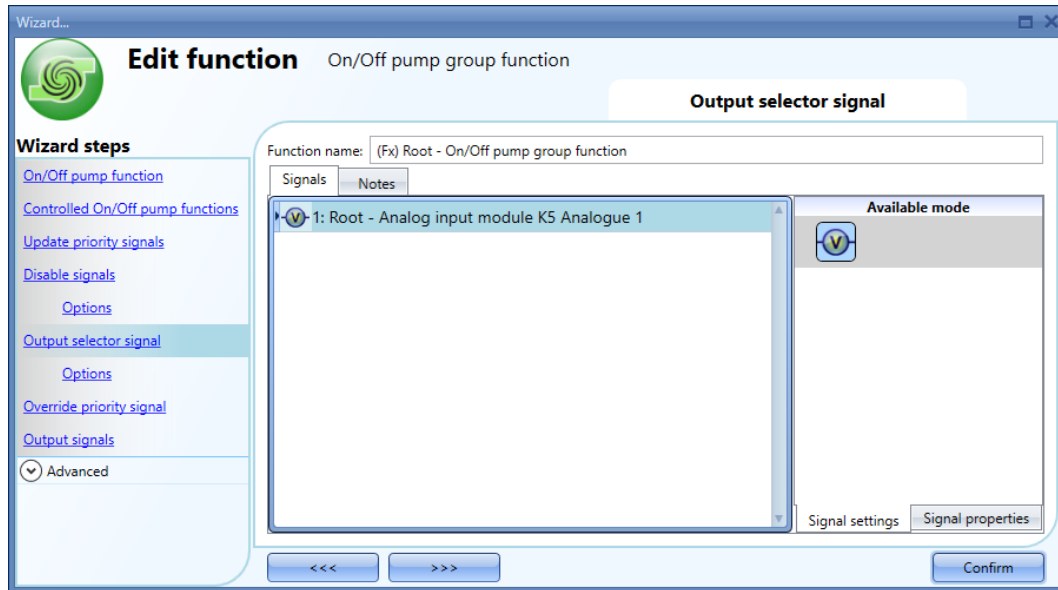 Wizard...
Edit function On/Off pump group function
Output selector signal
Wizard steps
On/Off pump function
Controlled On/Off pump functions
Update priority signals
Disable signals
Options
Output selector signal
Options
Override priority signal
Output signals
Advanced
Function name: (Fx) Root - On/Off pump group function
Signals Notes
V 1: Root - Analog input module K5 Analogue 1
Available mode
V
Signal settings Signal properties
<<< >>> Confirm